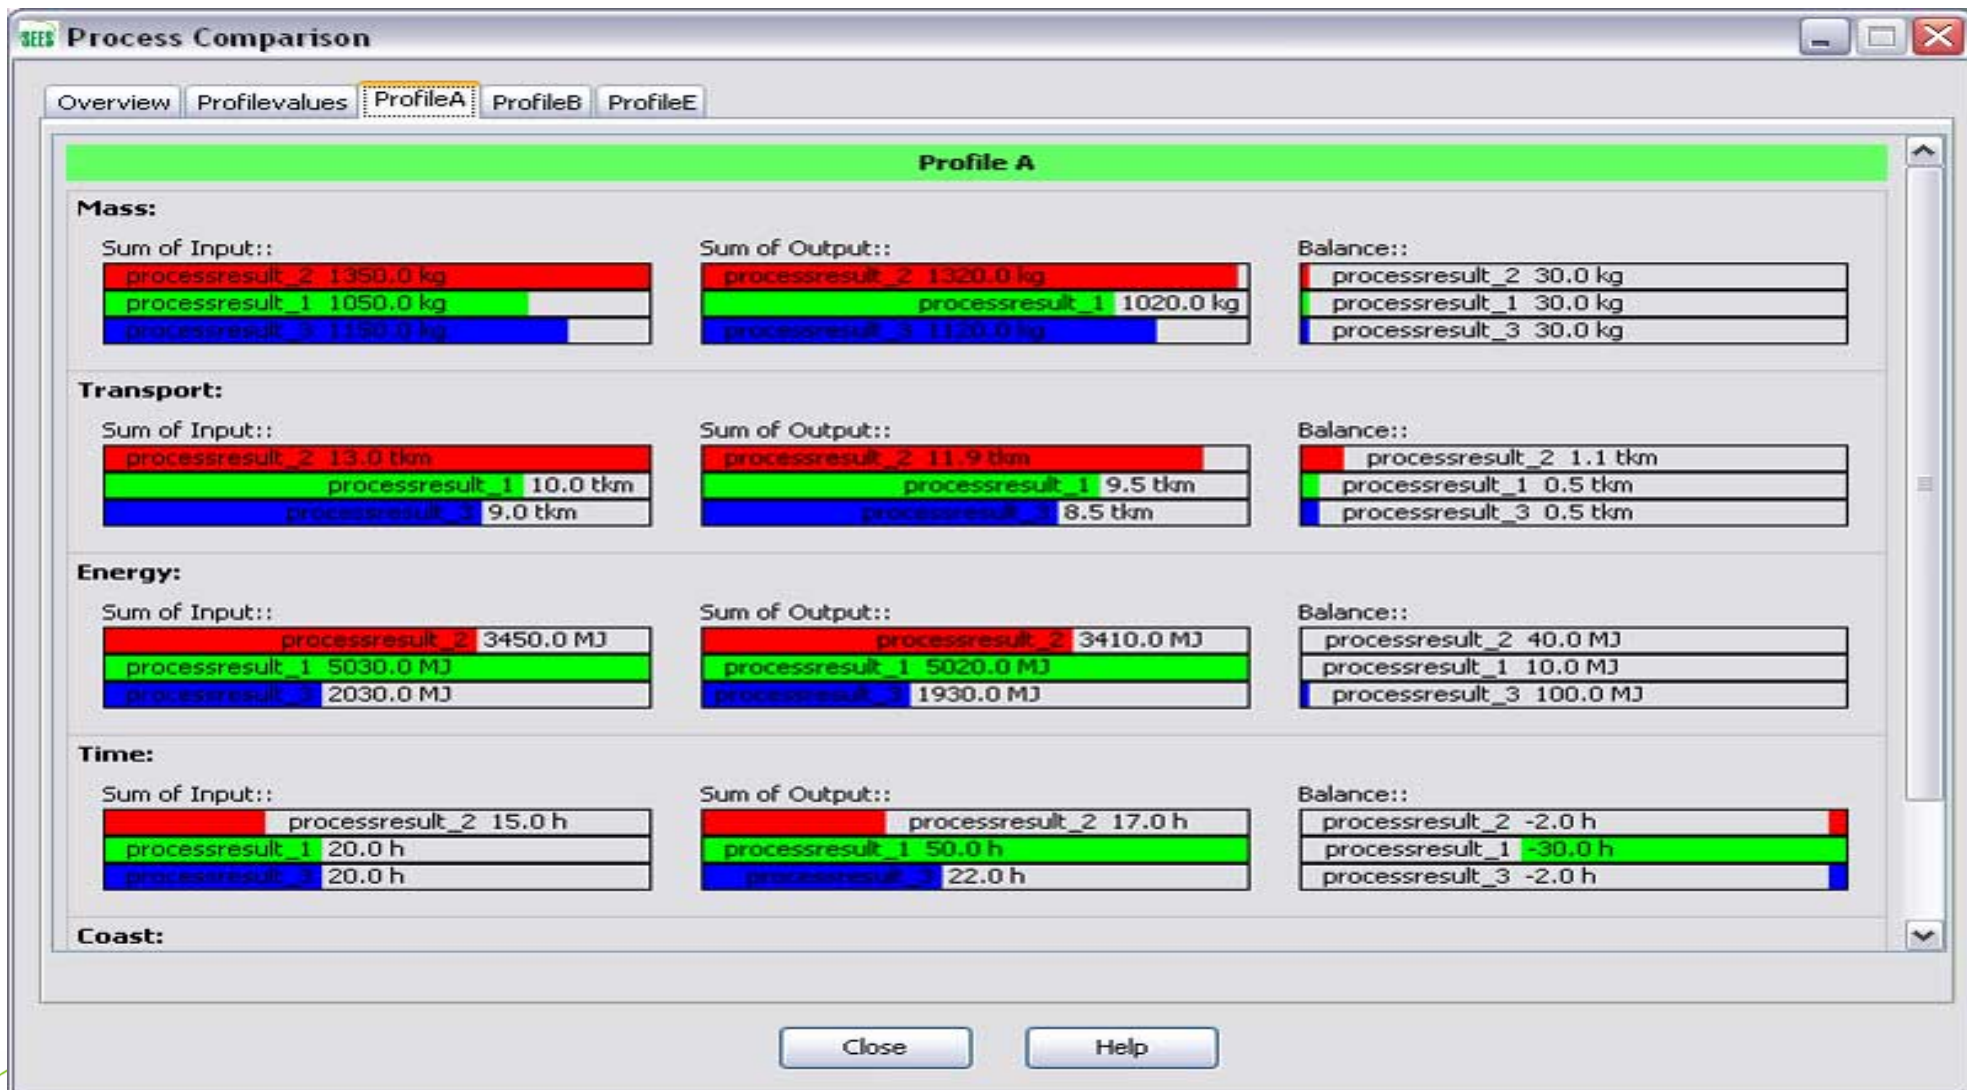 SEES Process Comparison
Overview Profilevalues ProfileA ProfileB ProfileE
Profile A
Mass:
Sum of Input:: Sum of Output:: Balance::
processresult_2 1350.0 kg processresult_2 1320.0 kg processresult_2 30.0 kg
processresult_1 1050.0 kg processresult_1 1020.0 kg processresult_1 30.0 kg
processresult_3 1150.0 kg processresult_3 1120.0 kg processresult_3 30.0 kg
Transport:
Sum of Input:: Sum of Output:: Balance::
processresult_2 13.0 tkm processresult_2 11.9 tkm processresult_2 1.1 tkm
processresult_1 10.0 tkm processresult_1 9.5 tkm processresult_1 0.5 tkm
processresult_3 9.0 tkm processresult_3 8.5 tkm processresult_3 0.5 tkm
Energy:
Sum of Input:: Sum of Output:: Balance::
processresult_2 3450.0 MJ processresult_2 3410.0 MJ processresult_2 40.0 MJ
processresult_1 5030.0 MJ processresult_1 5020.0 MJ processresult_1 10.0 MJ
processresult_3 2030.0 MJ processresult_3 1930.0 MJ processresult_3 100.0 MJ
Time:
Sum of Input:: Sum of Output:: Balance::
processresult_2 15.0 h processresult_2 17.0 h processresult_2 -2.0 h
processresult_1 20.0 h processresult_1 50.0 h processresult_1 -30.0 h
processresult_3 20.0 h processresult_3 22.0 h processresult_3 -2.0 h
Coast:
Close Help